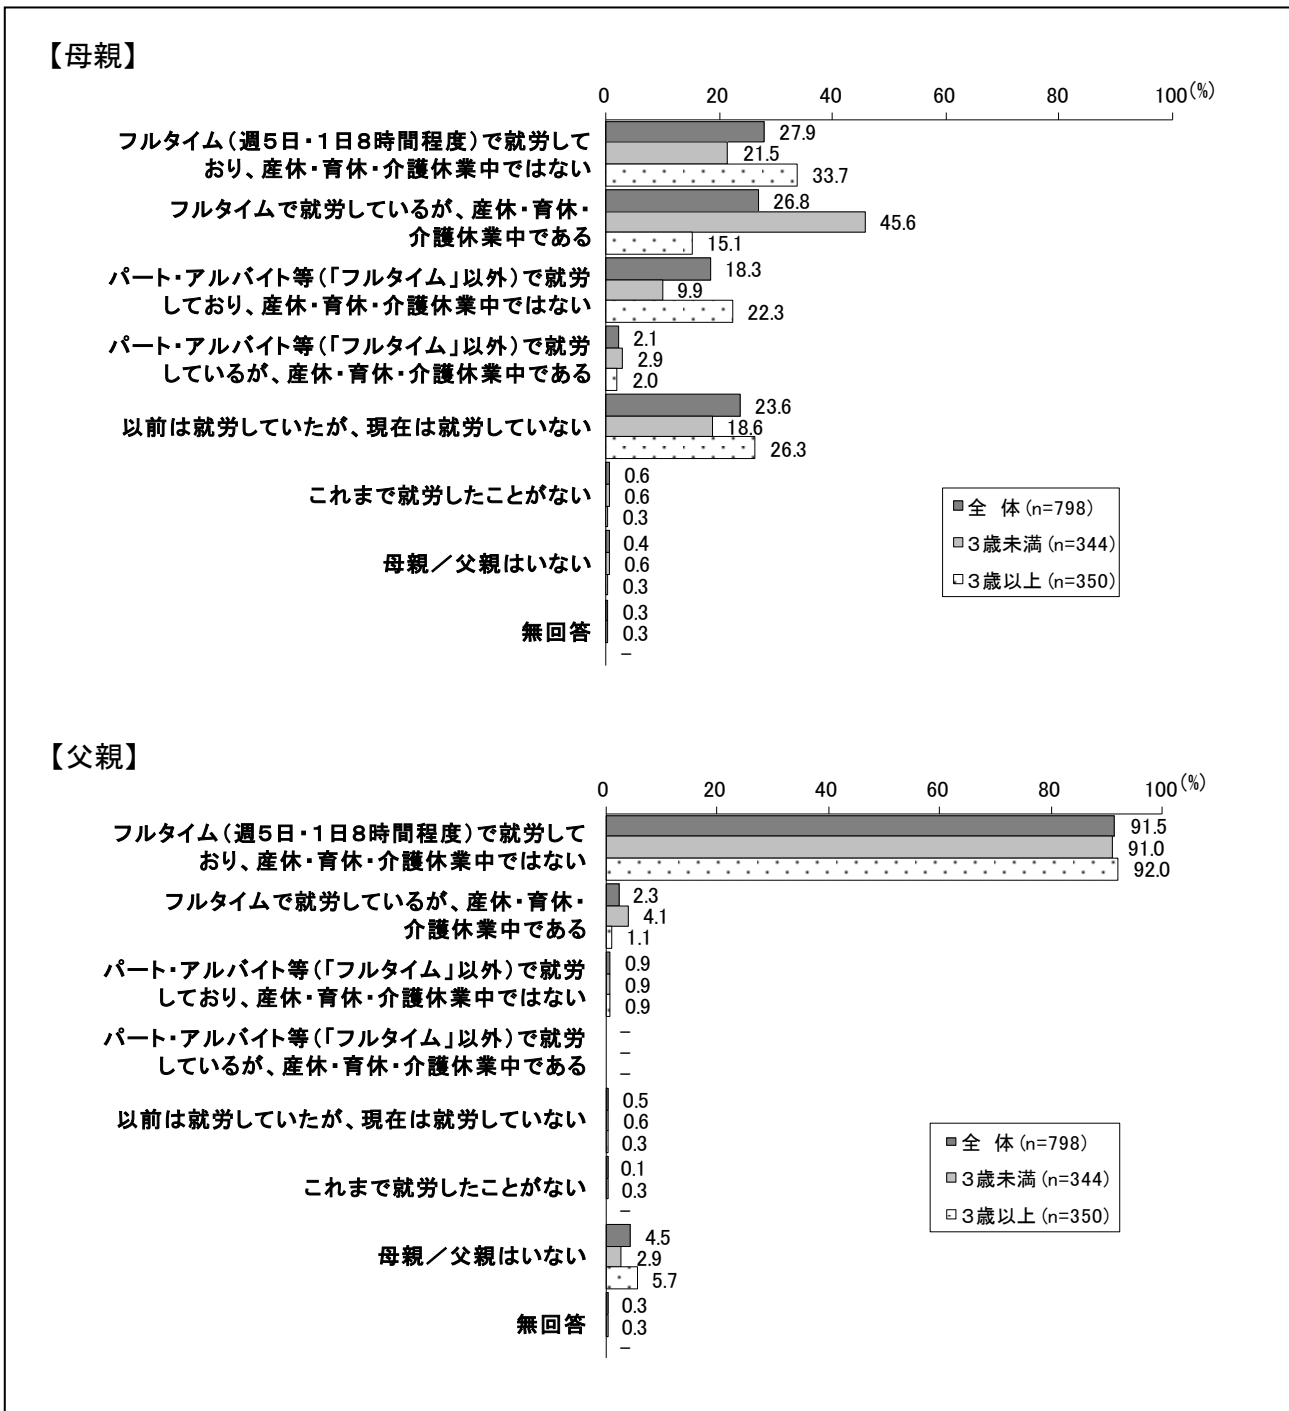 【母親】
0 20 40 60 80 100(%)
フルタイム(週5日・1日8時間程度)で就労して
おり、産休・育休・介護休業中ではない
27.9
21.5
33.7
フルタイムで就労しているが、産休・育休・
介護休業中である
26.8
45.6
15.1
パート・アルバイト等(「フルタイム」以外)で就労
しており、産休・育休・介護休業中ではない
18.3
9.9
22.3
パート・アルバイト等(「フルタイム」以外)で就労
しているが、産休・育休・介護休業中である
2.1
2.9
2.0
以前は就労していたが、現在は就労していない
23.6
18.6
26.3
これまで就労したことがない
0.6
0.6
0.3
母親／父親はいない
0.4
0.6
0.3
無回答
0.3
0.3
–
全 体(n=798)
3歳未満(n=344)
3歳以上(n=350)
【父親】
0 20 40 60 80 100(%)
フルタイム(週5日・1日8時間程度)で就労して
おり、産休・育休・介護休業中ではない
91.5
91.0
92.0
フルタイムで就労しているが、産休・育休・
介護休業中である
2.3
4.1
1.1
パート・アルバイト等(「フルタイム」以外)で就労
しており、産休・育休・介護休業中ではない
0.9
0.9
0.9
パート・アルバイト等(「フルタイム」以外)で就労
しているが、産休・育休・介護休業中である
–
–
–
以前は就労していたが、現在は就労していない
0.5
0.6
0.3
これまで就労したことがない
0.1
0.3
–
母親／父親はいない
4.5
2.9
5.7
無回答
0.3
0.3
–
全 体(n=798)
3歳未満(n=344)
3歳以上(n=350)